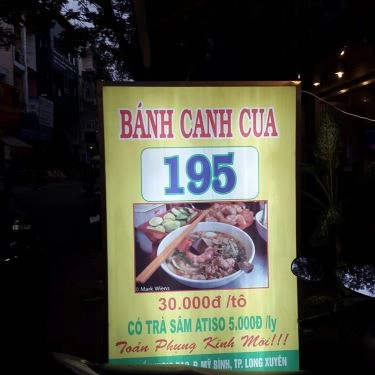 BÁNH CANH CUA
195
© Mark Wiens
30.000đ /tô
CÓ TRÀ SÂM ATISO 5.000Đ /ly
Toán Phụng Kính Mời!!!
P. MỸ BÌNH, TP. LONG XUYÊN